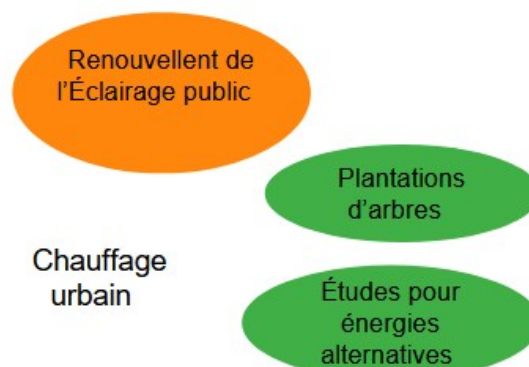 Renouvellent de
l'Éclairage public
Plantations
d'arbres
Chauffage
urbain
Études pour
énergies
alternatives